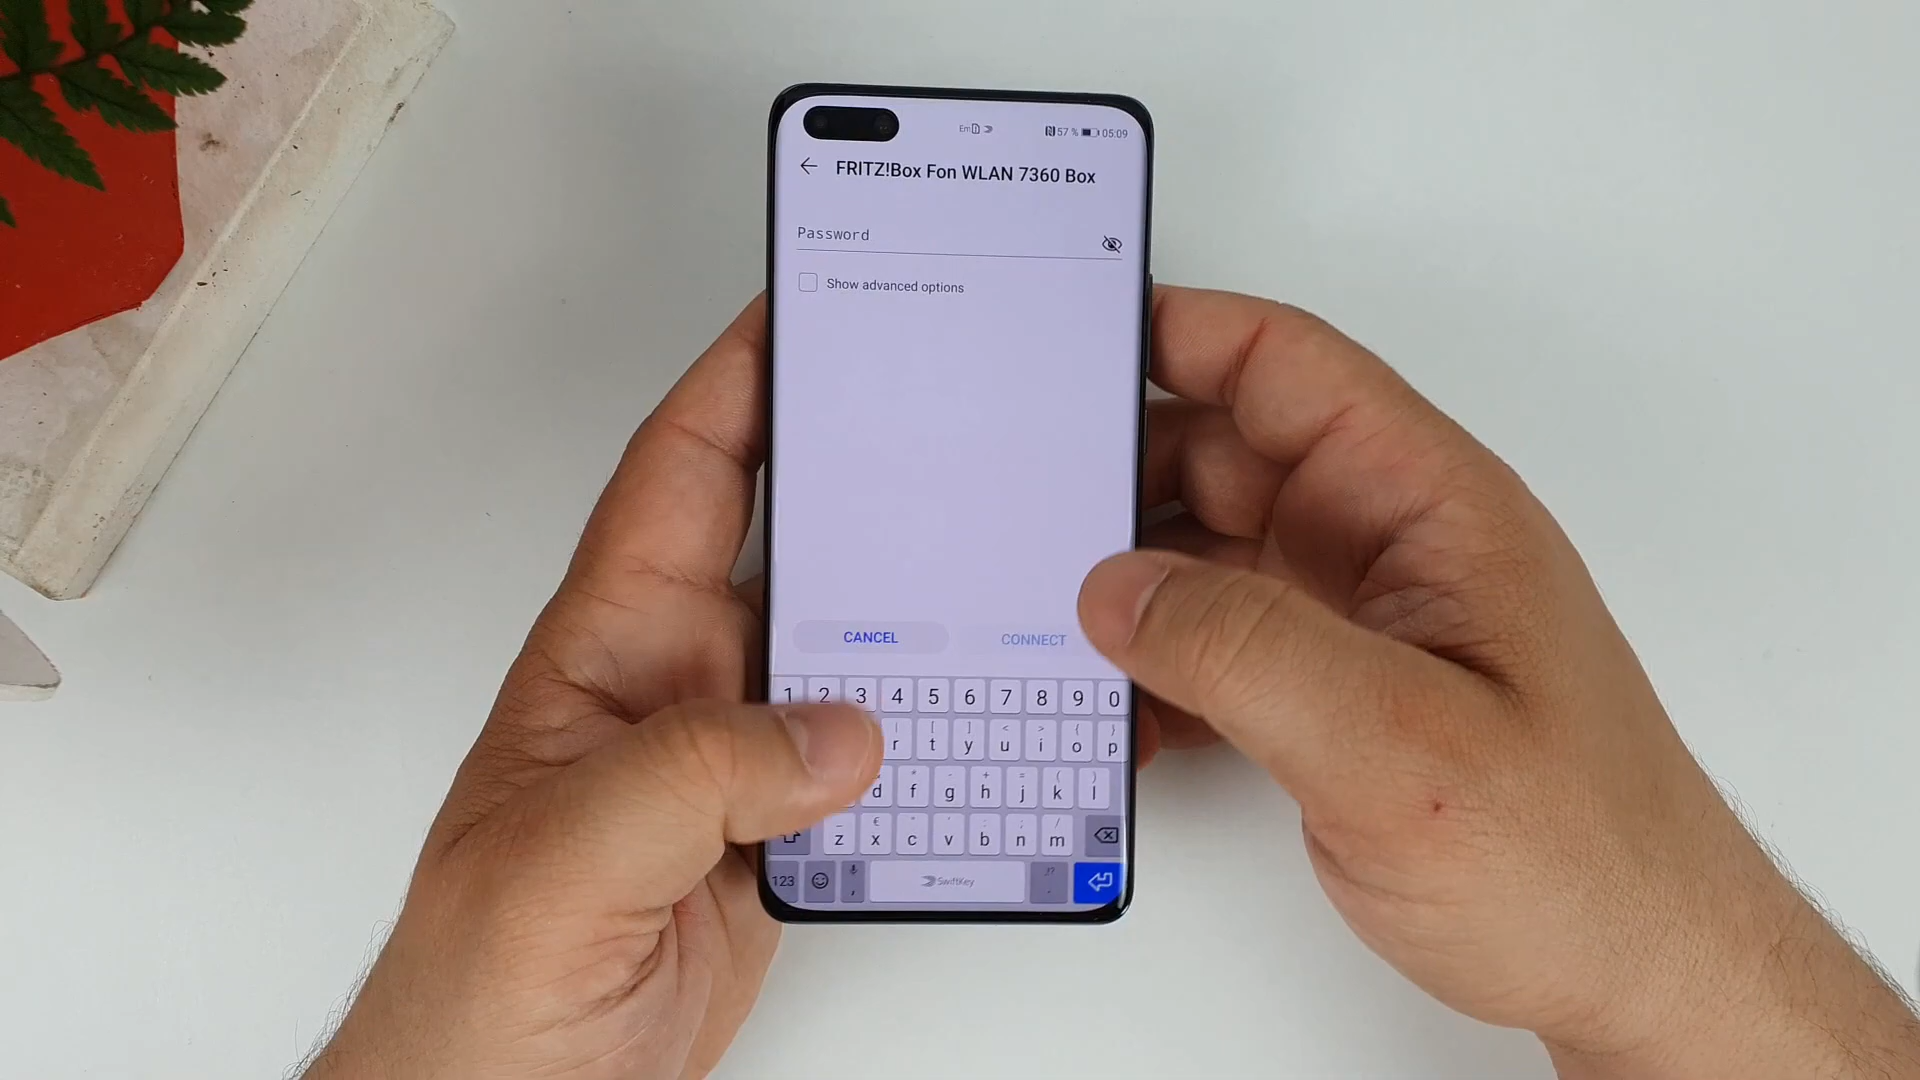 Em 57 % 05:09
FRITZ!Box Fon WLAN 7360 Box
Password
Show advanced options
CANCEL CONNECT
1 2 3 4 5 6 7 8 9 0
| [ ] < > { }
r t y u i o p
* - + = ( )
d f g h j k l
_ € " ' : ; /
z x c v b n m
123 , SwiftKey .